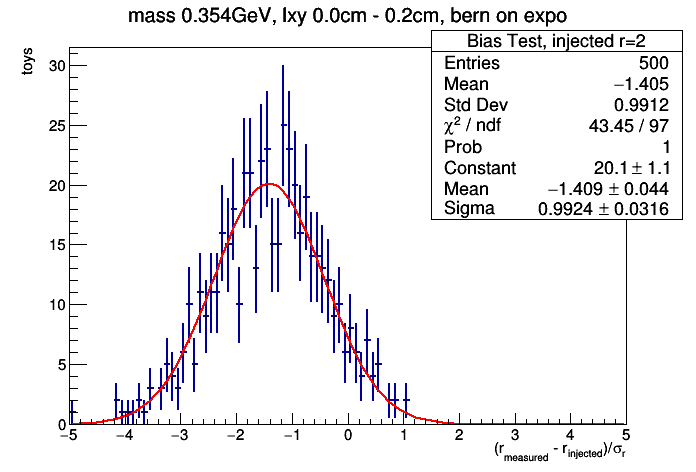 mass 0.354GeV, lxy 0.0cm - 0.2cm, bern on expo
Bias Test, injected r=2
Entries 500
Mean −1.405
Std Dev 0.9912
χ² / ndf 43.45 / 97
Prob 1
Constant 20.1 ± 1.1
Mean −1.409 ± 0.044
Sigma 0.9924 ± 0.0316
toys
30
25
20
15
10
5
0
−5 −4 −3 −2 −1 0 1 2 3 4 5
(r_measured - r_injected)/σ_r